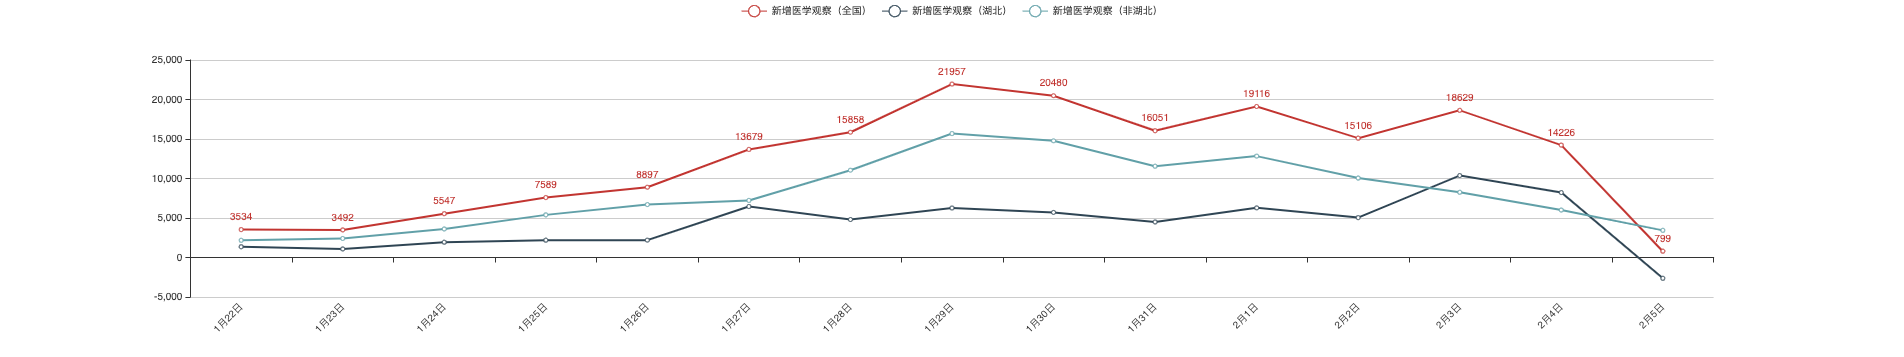 新增医学观察（全国） 新增医学观察（湖北） 新增医学观察（非湖北）
25,000
20,000
15,000
10,000
5,000
0
-5,000
3534
3492
5547
7589
8897
13679
15858
21957
20480
16051
19116
15106
18629
14226
799
1月22日
1月23日
1月24日
1月25日
1月26日
1月27日
1月28日
1月29日
1月30日
1月31日
2月1日
2月2日
2月3日
2月4日
2月5日